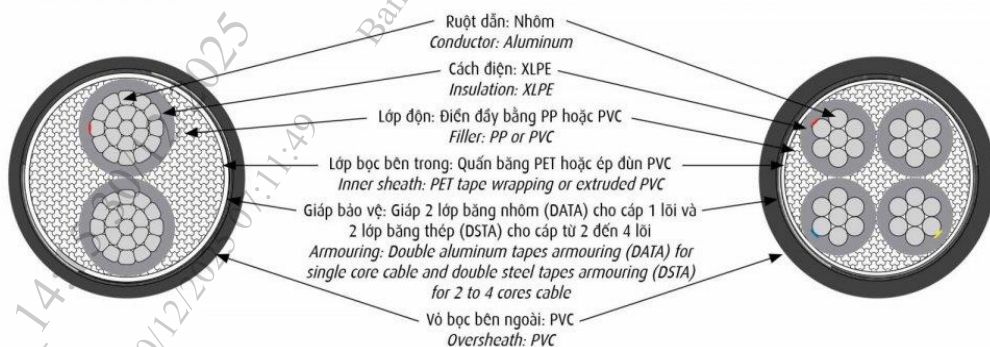 Ruột dẫn: Nhôm
Conductor: Aluminum
Cách điện: XLPE
Insulation: XLPE
Lớp độn: Điền đầy bằng PP hoặc PVC
Filler: PP or PVC
Lớp bọc bên trong: Quấn băng PET hoặc ép đùn PVC
Inner sheath: PET tape wrapping or extruded PVC
Giáp bảo vệ: Giáp 2 lớp băng nhôm (DATA) cho cáp 1 lõi và
2 lớp băng thép (DSTA) cho cáp từ 2 đến 4 lõi
Armouring: Double aluminum tapes armouring (DATA) for
single core cable and double steel tapes armouring (DSTA)
for 2 to 4 cores cable
Vỏ bọc bên ngoài: PVC
Oversheath: PVC